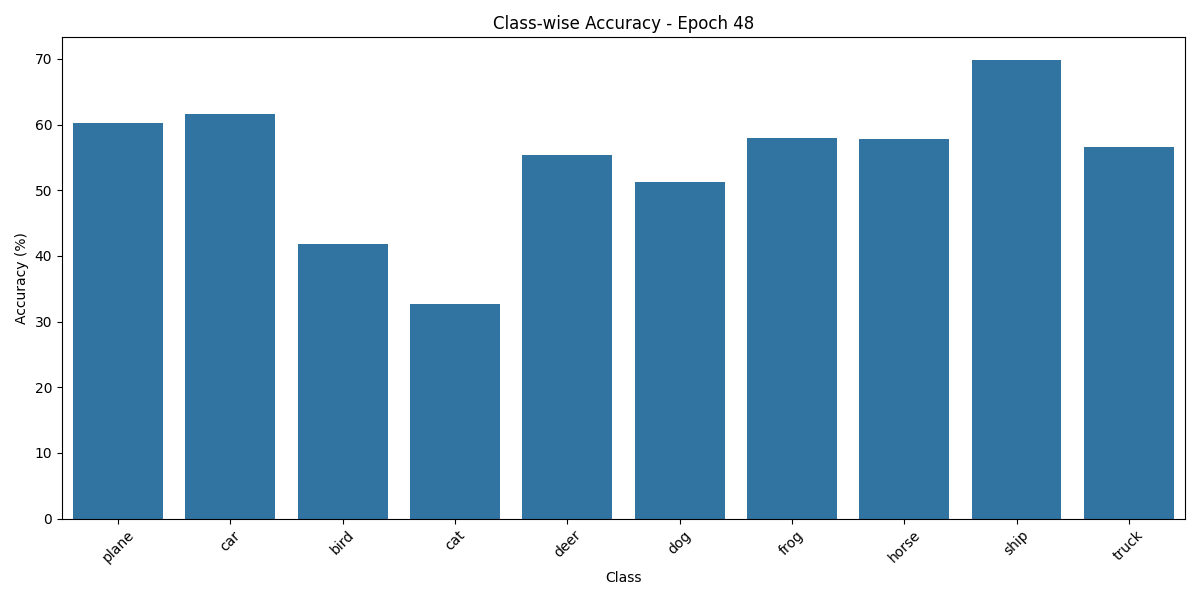 Class-wise Accuracy - Epoch 48
Accuracy (%)
70
60
50
40
30
20
10
0
plane
car
bird
cat
deer
dog
frog
horse
ship
truck
Class